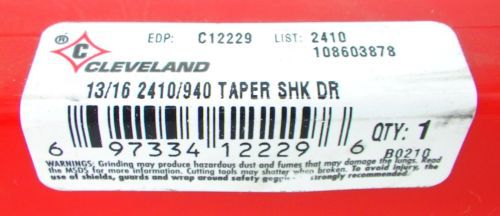 EDP: C12229 LIST: 2410
108603878
® C
CLEVELAND
13/16 2410/940 TAPER SHK DR
6 97334 12229 6
QTY: 1
B0210
WARNINGS: Grinding may produce hazardous dust and fumes that may damage the lungs. Read
the MSDS for more information. Cutting tools may shatter when broken. To avoid injury, the
use of shields, guards and wrap around safety strongly recommended.